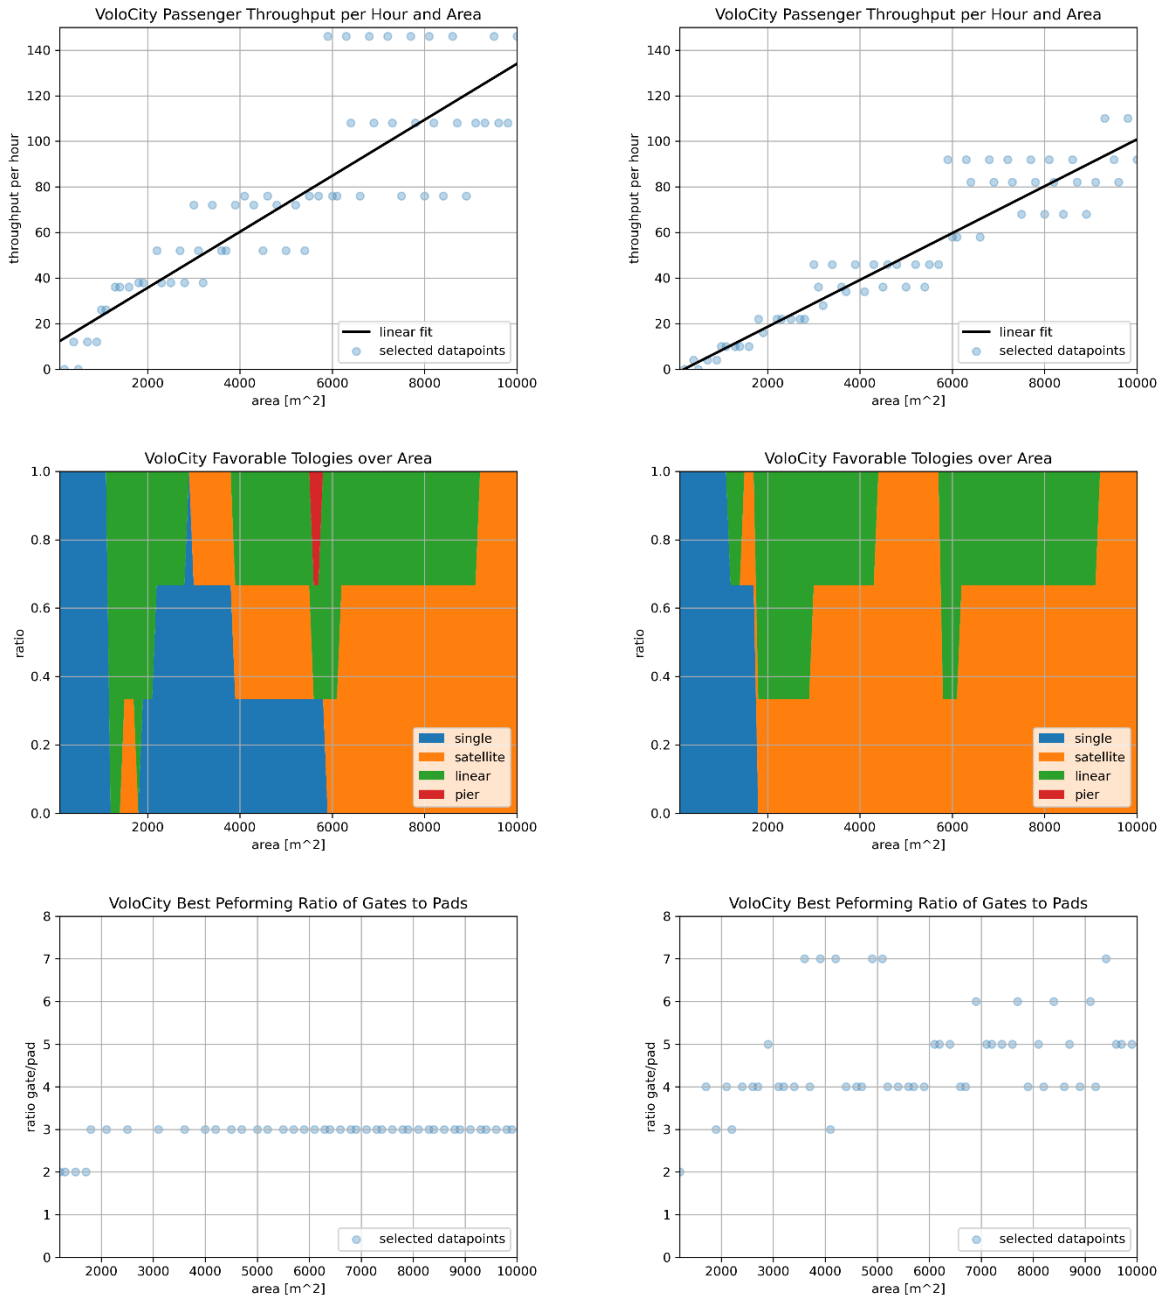 VoloCity Passenger Throughput per Hour and Area
throughput per hour
140
120
100
80
60
40
20
0
2000 4000 6000 8000 10000
area [m^2]
linear fit
selected datapoints
VoloCity Passenger Throughput per Hour and Area
throughput per hour
140
120
100
80
60
40
20
0
2000 4000 6000 8000 10000
area [m^2]
linear fit
selected datapoints
VoloCity Favorable Tologies over Area
ratio
1.0
0.8
0.6
0.4
0.2
0.0
2000 4000 6000 8000 10000
area [m^2]
single
satellite
linear
pier
VoloCity Favorable Tologies over Area
ratio
1.0
0.8
0.6
0.4
0.2
0.0
2000 4000 6000 8000 10000
area [m^2]
single
satellite
linear
pier
VoloCity Best Peforming Ratio of Gates to Pads
ratio gate/pad
8
7
6
5
4
3
2
1
0
2000 3000 4000 5000 6000 7000 8000 9000 10000
area [m^2]
selected datapoints
VoloCity Best Peforming Ratio of Gates to Pads
ratio gate/pad
8
7
6
5
4
3
2
1
0
2000 3000 4000 5000 6000 7000 8000 9000 10000
area [m^2]
selected datapoints